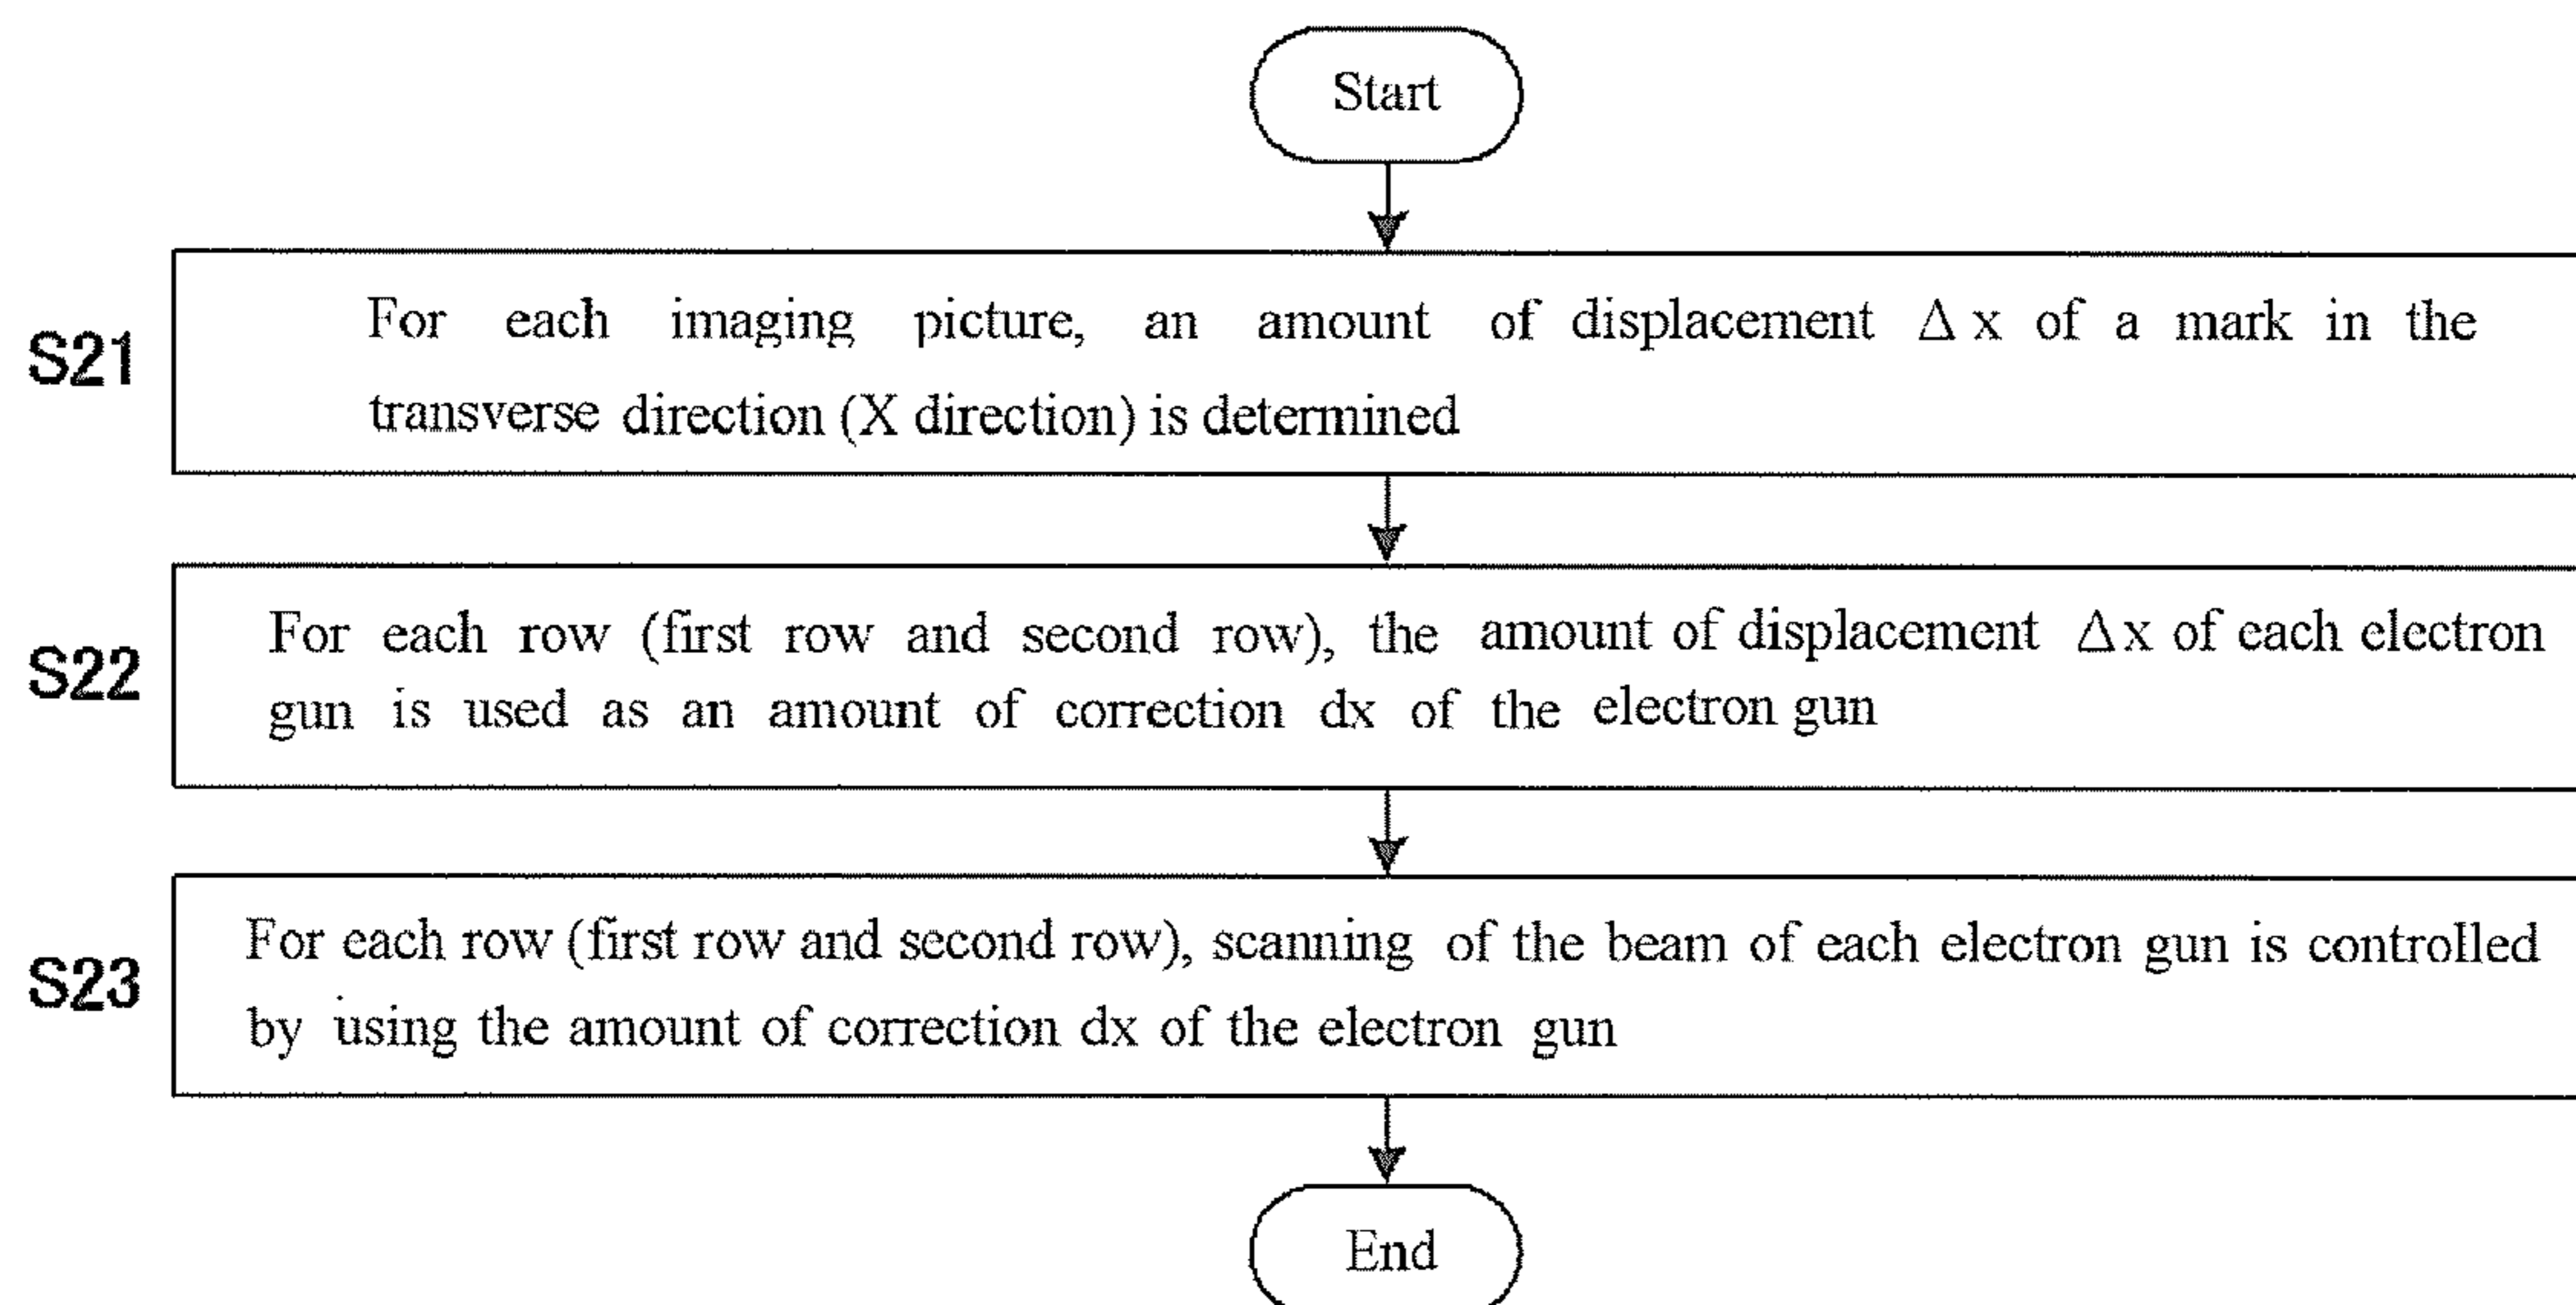 Start
S21
For each imaging picture, an amount of displacement Δx of a mark in the
transverse direction (X direction) is determined
S22
For each row (first row and second row), the amount of displacement Δx of each electron
gun is used as an amount of correction dx of the electron gun
S23
For each row (first row and second row), scanning of the beam of each electron gun is controlled
by using the amount of correction dx of the electron gun
End